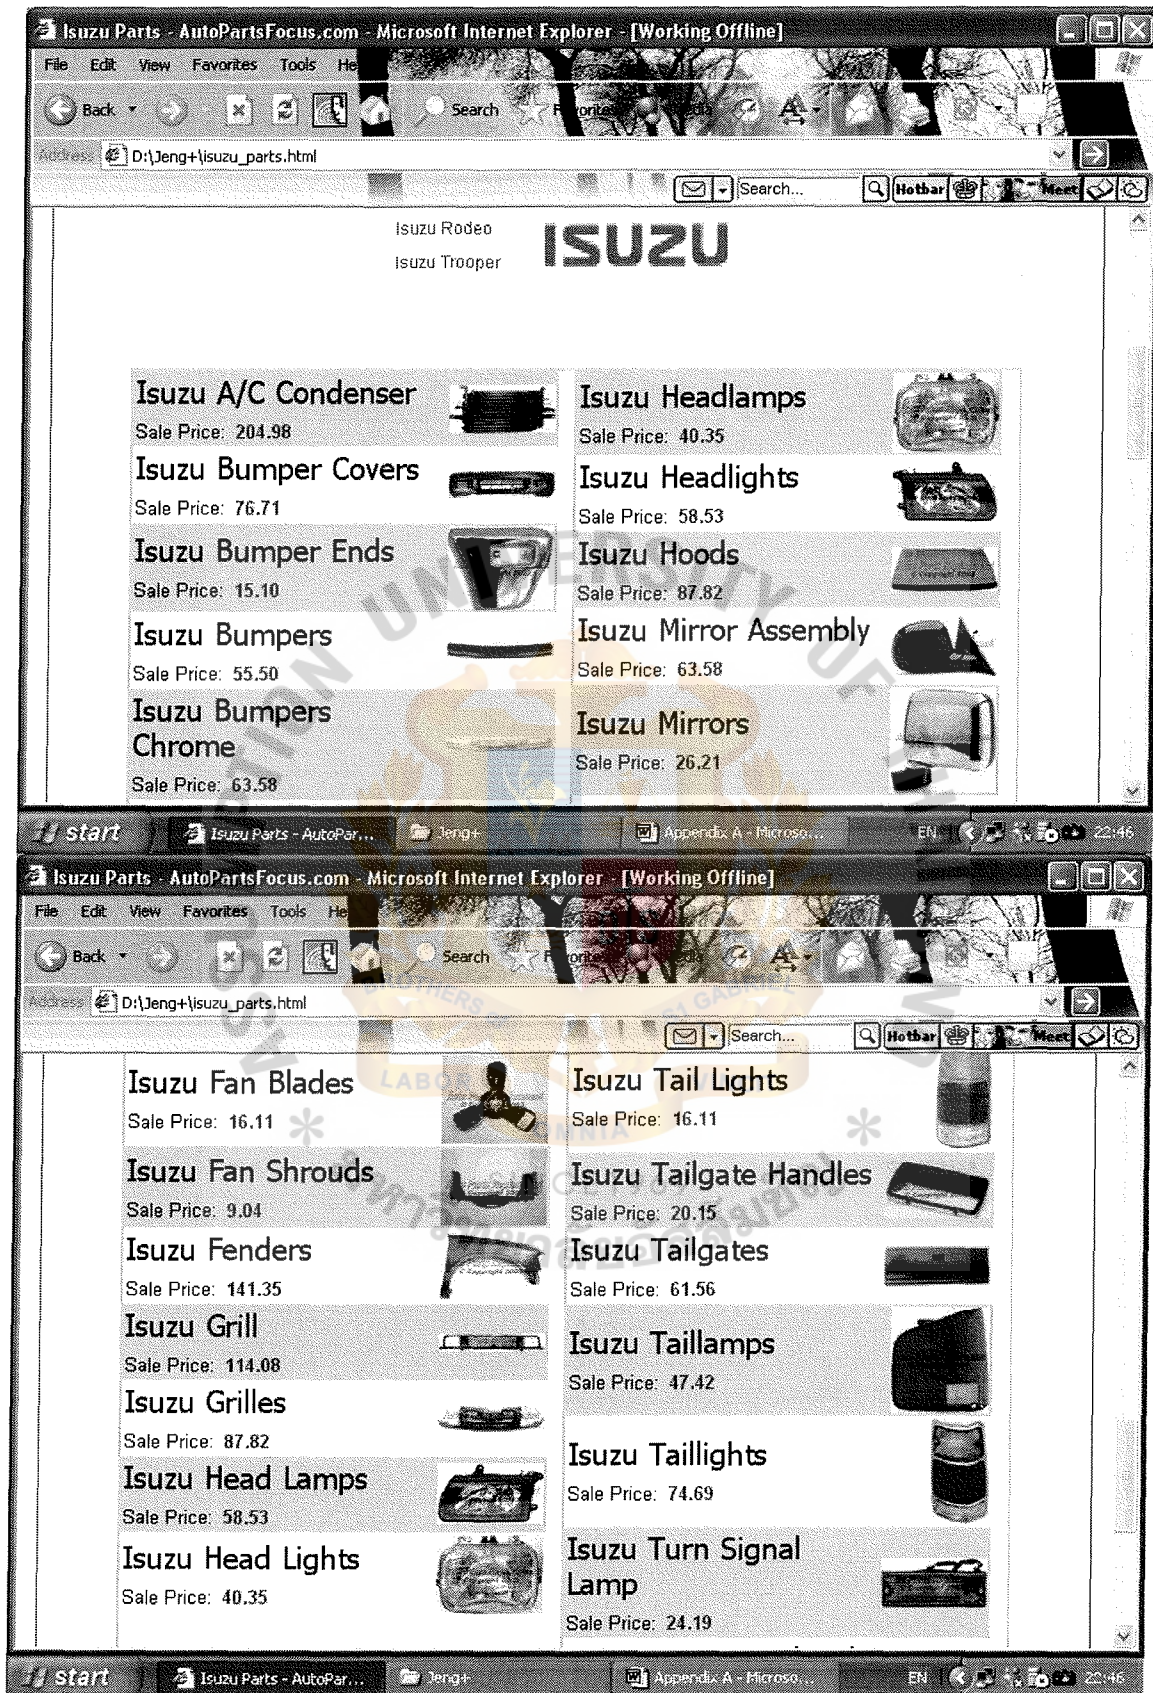 Isuzu Parts - AutoPartsFocus.com - Microsoft Internet Explorer - [Working Offline]
File Edit View Favorites Tools He
Back Search
Address D:\Jeng+\isuzu_parts.html
Search... Hotbar Meet
Isuzu Rodeo
Isuzu Trooper
ISUZU
Isuzu A/C Condenser
Sale Price: 204.98
Isuzu Bumper Covers
Sale Price: 76.71
Isuzu Bumper Ends
Sale Price: 15.10
Isuzu Bumpers
Sale Price: 55.50
Isuzu Bumpers
Chrome
Sale Price: 63.58
Isuzu Headlamps
Sale Price: 40.35
Isuzu Headlights
Sale Price: 58.53
Isuzu Hoods
Sale Price: 87.82
Isuzu Mirror Assembly
Sale Price: 63.58
Isuzu Mirrors
Sale Price: 26.21
start Isuzu Parts - AutoPar... Jeng+ Appendix A - Microso... EN 22:46
Isuzu Parts - AutoPartsFocus.com - Microsoft Internet Explorer - [Working Offline]
File Edit View Favorites Tools He
Back Search
Address D:\Jeng+\isuzu_parts.html
Search... Hotbar Meet
Isuzu Fan Blades
Sale Price: 16.11
Isuzu Fan Shrouds
Sale Price: 9.04
Isuzu Fenders
Sale Price: 141.35
Isuzu Grill
Sale Price: 114.08
Isuzu Grilles
Sale Price: 87.82
Isuzu Head Lamps
Sale Price: 58.53
Isuzu Head Lights
Sale Price: 40.35
Isuzu Tail Lights
Sale Price: 16.11
Isuzu Tailgate Handles
Sale Price: 20.15
Isuzu Tailgates
Sale Price: 61.56
Isuzu Taillamps
Sale Price: 47.42
Isuzu Taillights
Sale Price: 74.69
Isuzu Turn Signal
Lamp
Sale Price: 24.19
start Isuzu Parts - AutoPar... Jeng+ Appendix A - Microso... EN 22:46